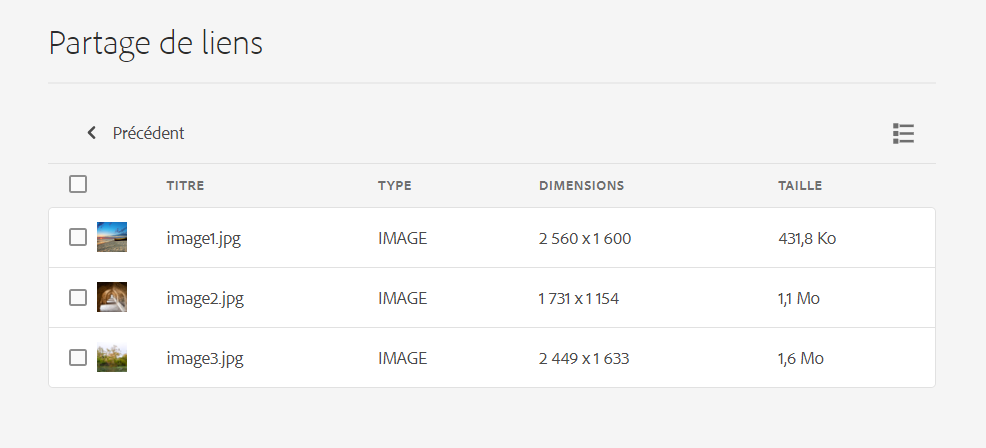 Partage de liens
Précédent
TITRE TYPE DIMENSIONS TAILLE
image1.jpg IMAGE 2 560 x 1 600 431,8 Ko
image2.jpg IMAGE 1 731 x 1 154 1,1 Mo
image3.jpg IMAGE 2 449 x 1 633 1,6 Mo